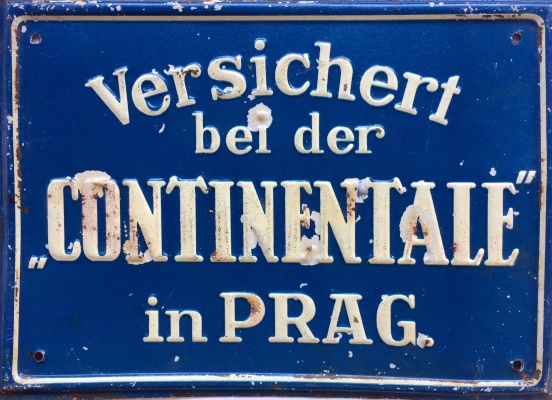 Versichert
bei der
„CONTINENTALE”
in PRAG.